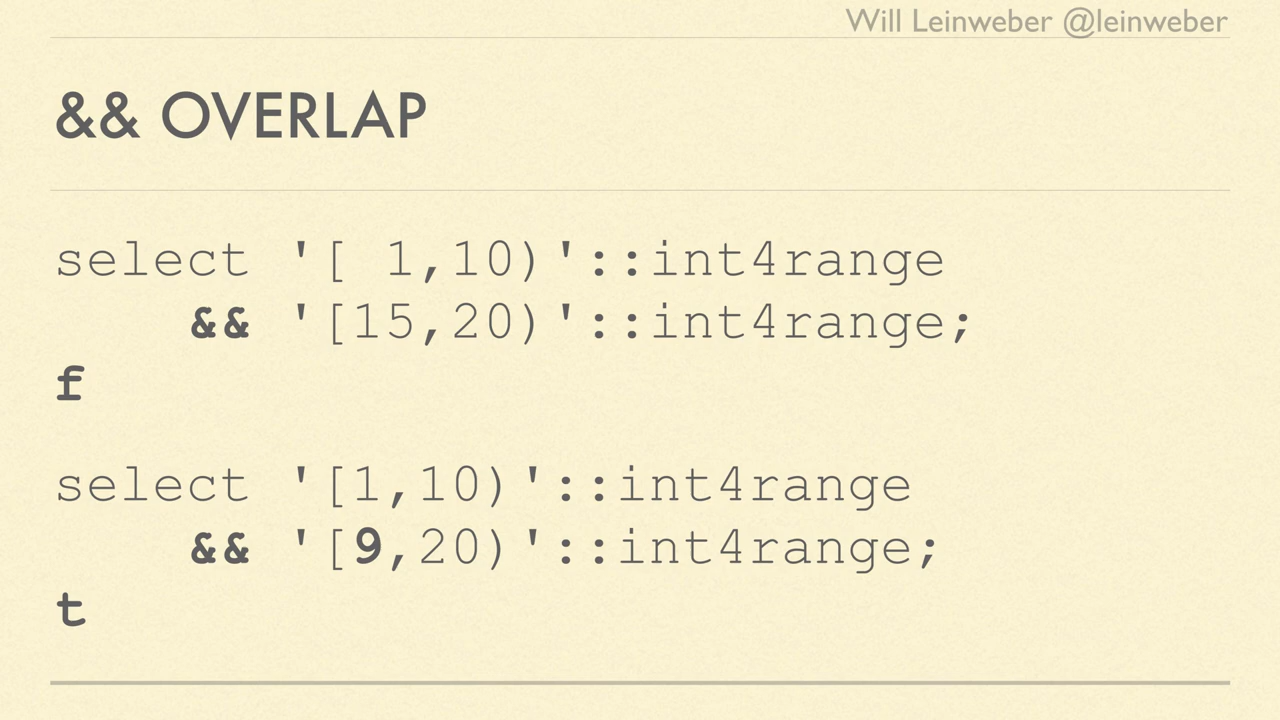 Will Leinweber @leinweber
&& OVERLAP
select '[ 1,10)'::int4range
&& '[15,20)'::int4range;
f
select '[1,10)'::int4range
&& '[9,20)'::int4range;
t